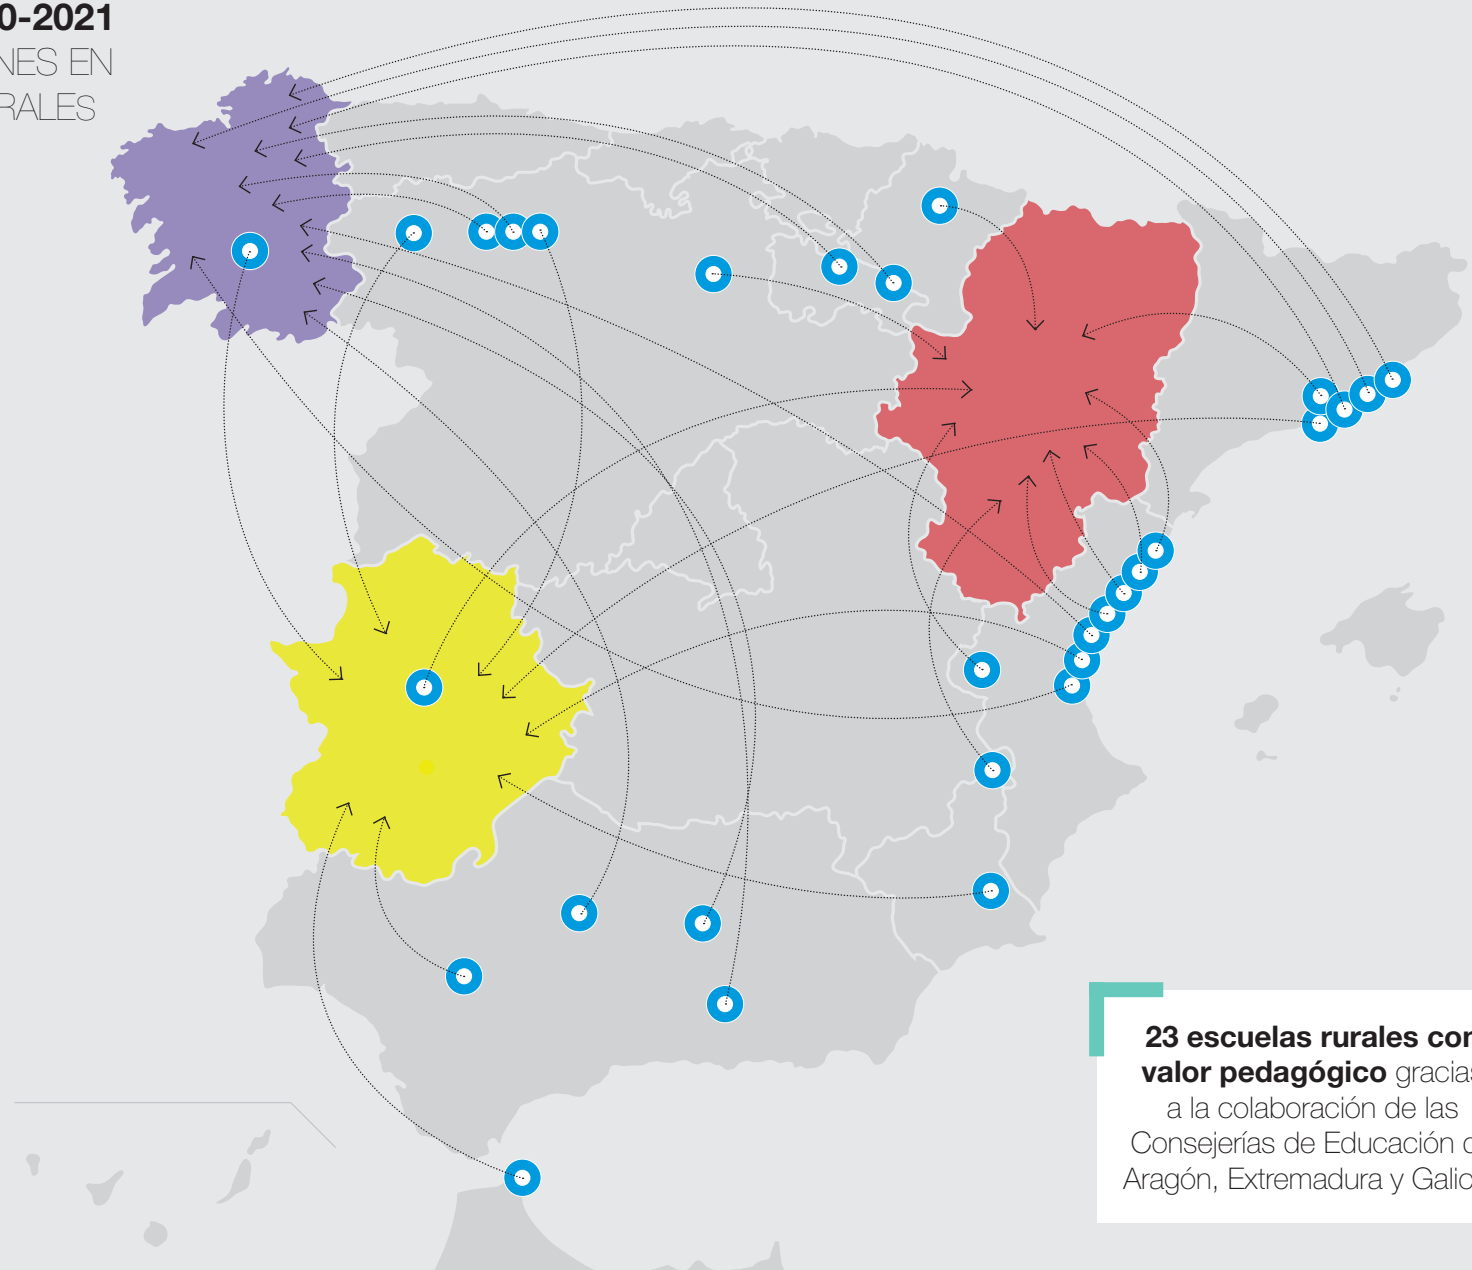 0-2021
NES EN
RALES
23 escuelas rurales con
valor pedagógico gracias
a la colaboración de las
Consejerías de Educación d
Aragón, Extremadura y Galic